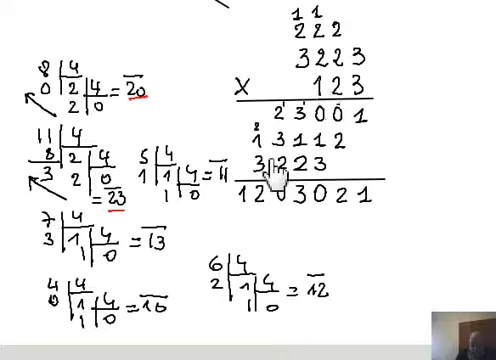 1 1
2 2 2
3 2 2 3
X 1 2 3
2 3 0 0 1
1 3 1 1 2
3 2 2 3
1 2 0 3 0 2 1
8 4
0 2 4 = 20
2 0
11 4
8 2 4
3 2 0
= 23
5 4
1 1 4 = 11
1 0
7 4
3 1 4 = 13
1 0
4 4
0 1 4 = 10
1 0
6 4
2 1 4 = 12
1 0